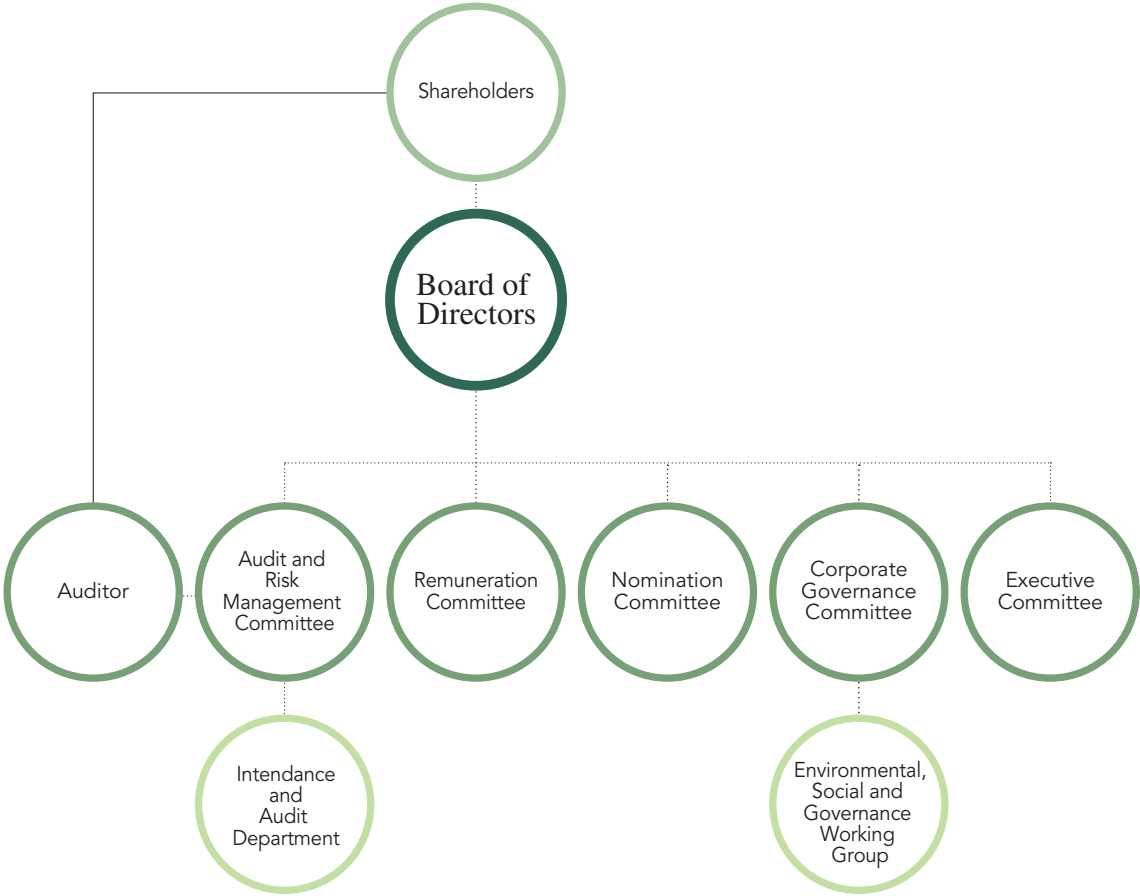 Shareholders
Board of
Directors
Auditor
Audit and
Risk
Management
Committee
Remuneration
Committee
Nomination
Committee
Corporate
Governance
Committee
Executive
Committee
Intendance
and
Audit
Department
Environmental,
Social and
Governance
Working
Group